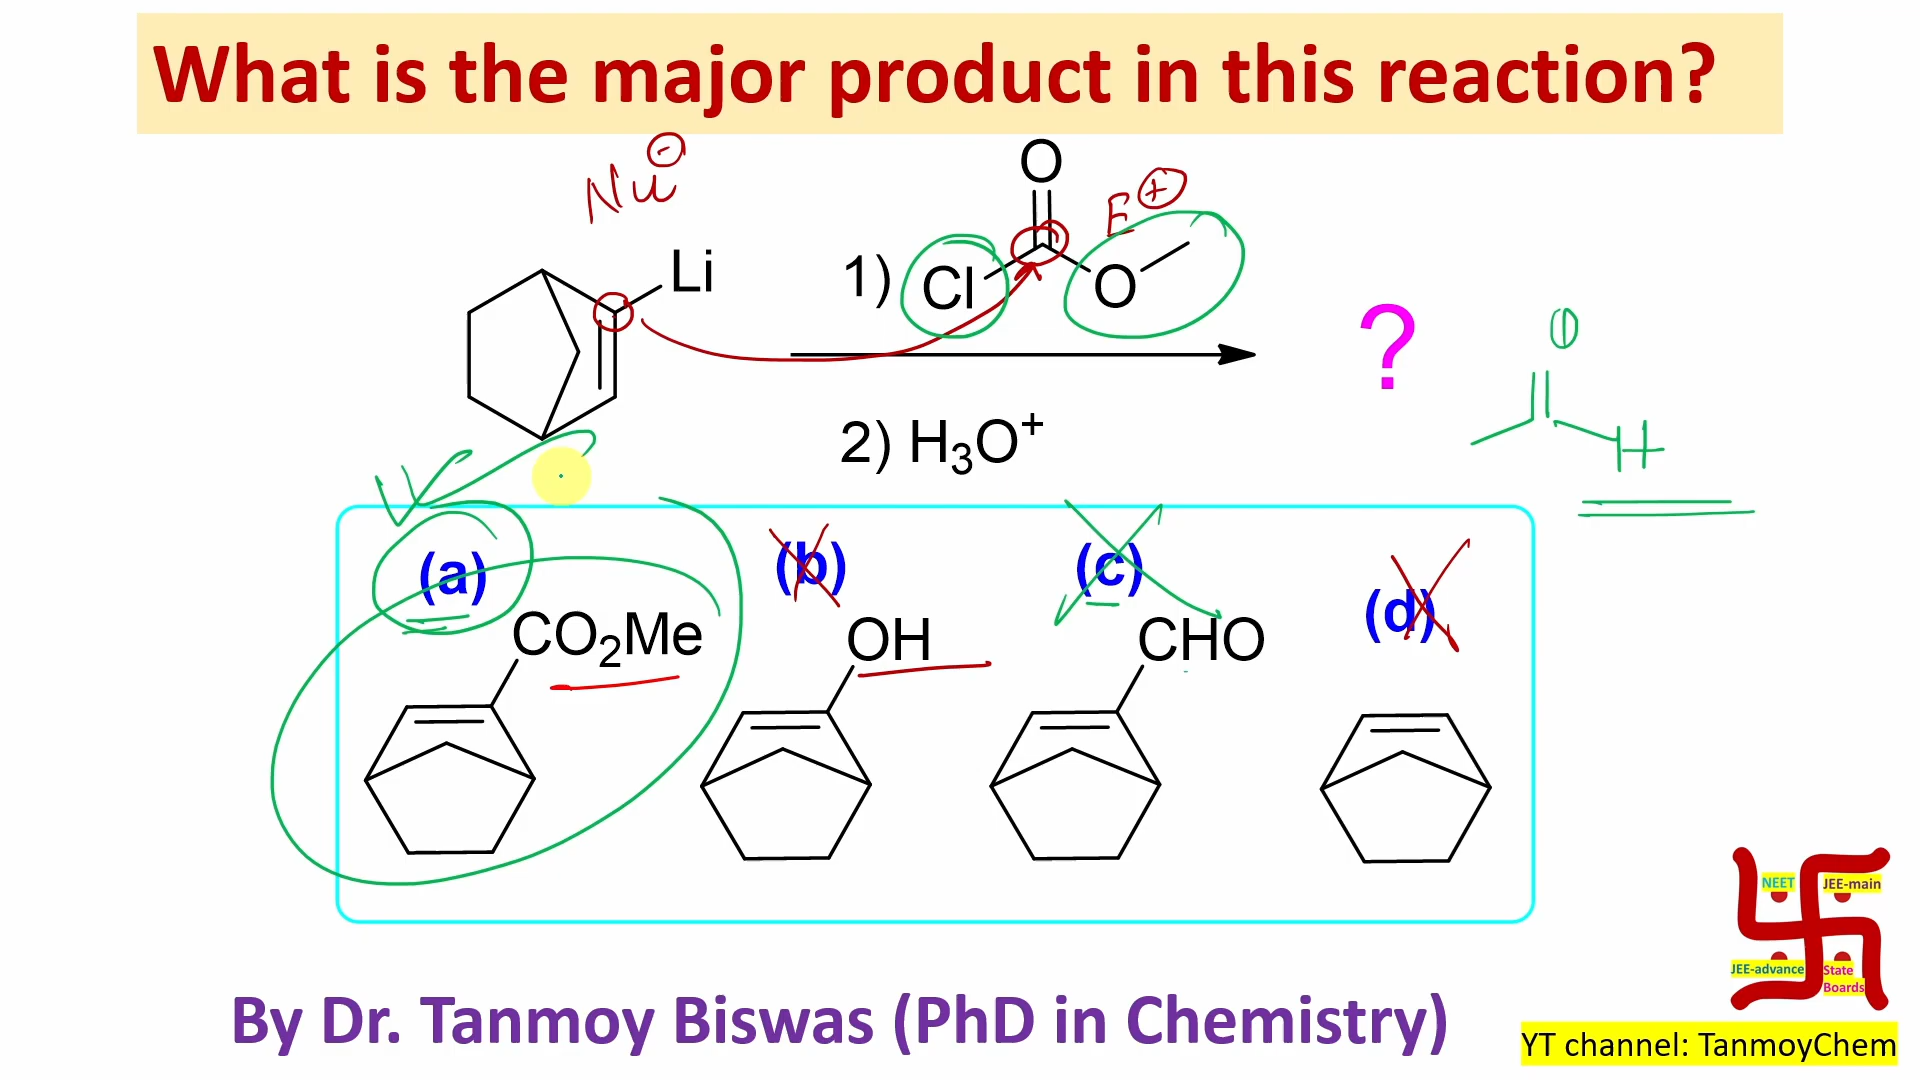 What is the major product in this reaction?
Nu⊖
O
E⊕
Li
1) Cl O
?
O
H
2) H₃O⁺
(a) (b) (c) (d)
CO₂Me OH CHO
NEET JEE-main
JEE-advance State
Boards
By Dr. Tanmoy Biswas (PhD in Chemistry)
YT channel: TanmoyChem